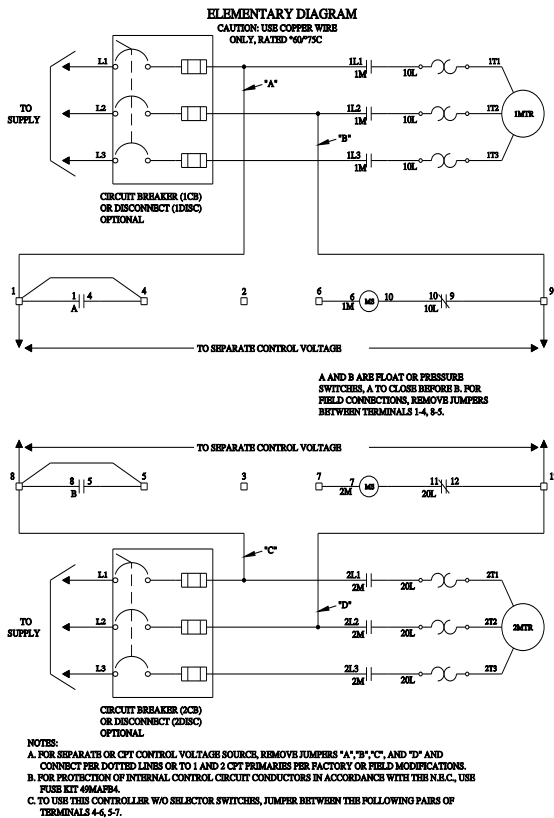 ELEMENTARY DIAGRAM
CAUTION: USE COPPER WIRE
ONLY, RATED °60/°75C
L1
1L1
1M
10L
1T1
"A"
TO
SUPPLY
L2
1L2
1M
10L
1T2
1MTR
"B"
L3
1L3
1M
10L
1T3
CIRCUIT BREAKER (1CB)
OR DISCONNECT (1DISC)
OPTIONAL
1
1
4
A
4
2
6
6
1M
MS
10
10
9
10L
9
TO SEPARATE CONTROL VOLTAGE
A AND B ARE FLOAT OR PRESSURE
SWITCHES, A TO CLOSE BEFORE B. FOR
FIELD CONNECTIONS, REMOVE JUMPERS
BETWEEN TERMINALS 1-4, 8-5.
TO SEPARATE CONTROL VOLTAGE
8
8
5
B
5
3
7
7
2M
MS
11
12
20L
1
"C"
L1
2L1
2M
20L
2T1
"D"
TO
SUPPLY
L2
2L2
2M
20L
2T2
2MTR
L3
2L3
2M
20L
2T3
CIRCUIT BREAKER (2CB)
OR DISCONNECT (2DISC)
OPTIONAL
NOTES:
A. FOR SEPARATE OR CPT CONTROL VOLTAGE SOURCE, REMOVE JUMPERS "A","B","C", AND "D" AND
CONNECT PER DOTTED LINES OR TO 1 AND 2 CPT PRIMARIES PER FACTORY OR FIELD MODIFICATIONS.
B. FOR PROTECTION OF INTERNAL CONTROL CIRCUIT CONDUCTORS IN ACCORDANCE WITH THE N.E.C., USE
FUSE KIT 49MAFB4.
C. TO USE THIS CONTROLLER W/O SELECTOR SWITCHES, JUMPER BETWEEN THE FOLLOWING PAIRS OF
TERMINALS 4-6, 5-7.